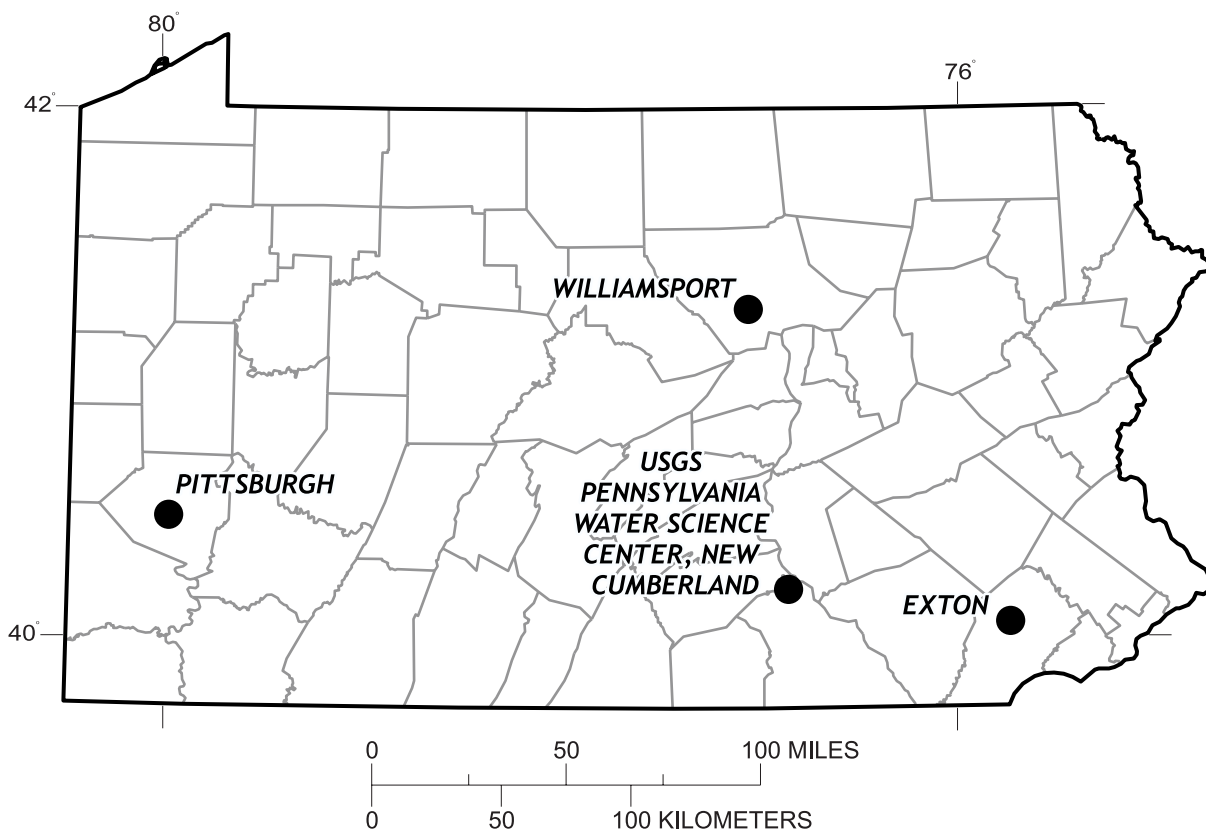 80°
76°
42°
WILLIAMSPORT
PITTSBURGH
USGS
PENNSYLVANIA
WATER SCIENCE
CENTER, NEW
CUMBERLAND
EXTON
40°
0 50 100 MILES
0 50 100 KILOMETERS